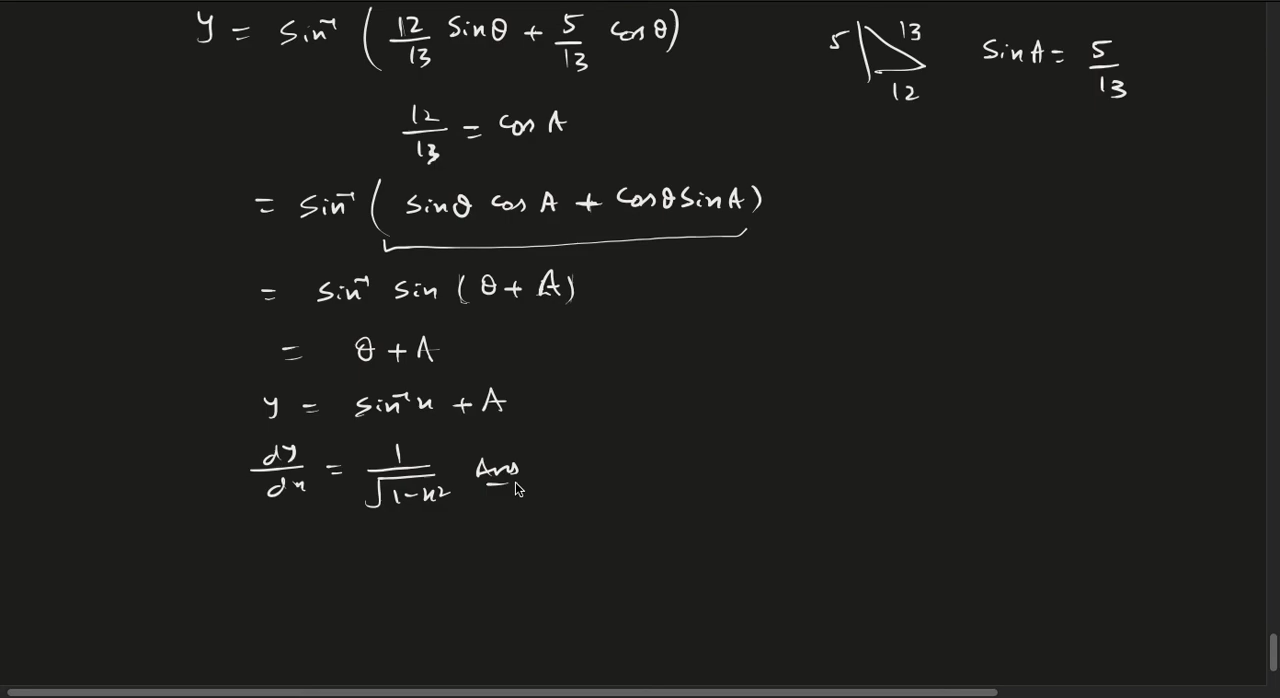 y = sin⁻¹ ( 12/13 sinθ + 5/13 cosθ )
5 13 12 sinA = 5/13
12/13 = cos A
= sin⁻¹ ( sinθ cos A + cosθ sinA )
= sin⁻¹ sin ( θ + A )
= θ + A
y = sin⁻¹x + A
dy/dx = 1/√(1-x²) Ans